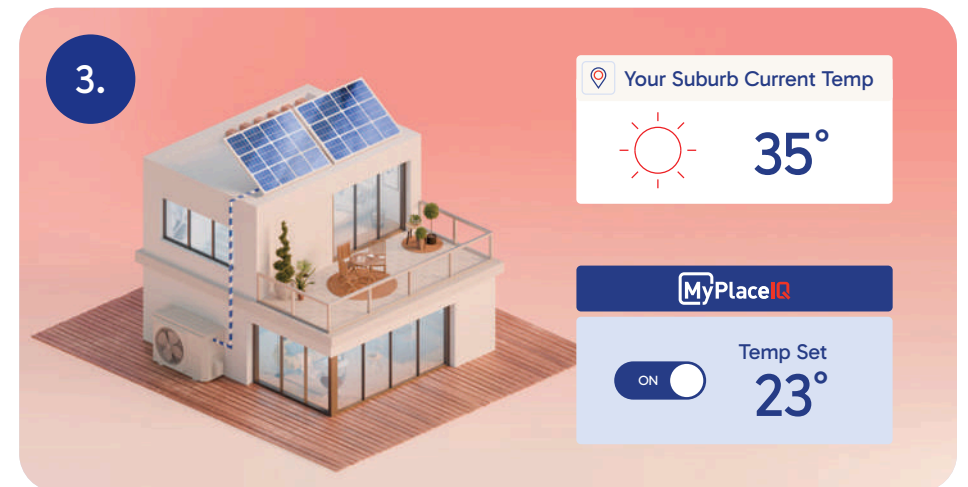 3.
Your Suburb Current Temp
35°
MyPlaceIQ
ON
Temp Set
23°